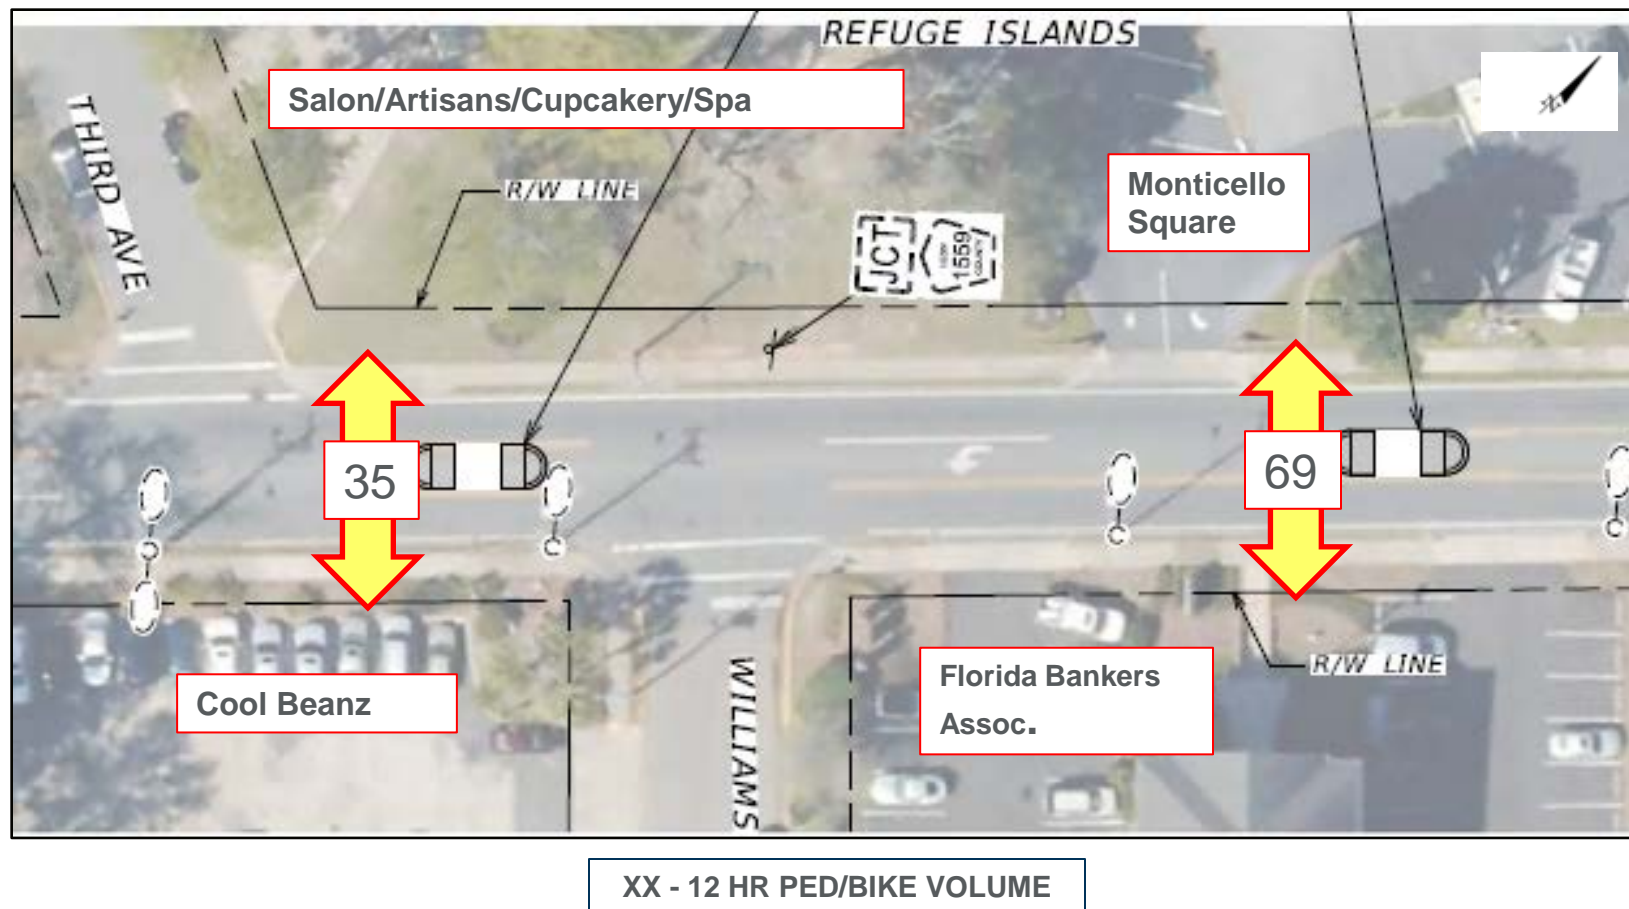 REFUGE ISLANDS
Salon/Artisans/Cupcakery/Spa
THIRD AVE
R/W LINE
Monticello
Square
JCT
1559
COUNTY
35
69
Cool Beanz
WILLIAMS
Florida Bankers
Assoc.
R/W LINE
XX - 12 HR PED/BIKE VOLUME